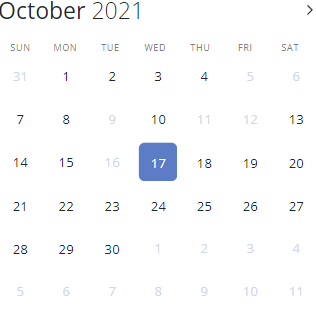 October 2021
SUN MON TUE WED THU FRI SAT
31 1 2 3 4 5 6
7 8 9 10 11 12 13
14 15 16 17 18 19 20
21 22 23 24 25 26 27
28 29 30 1 2 3 4
5 6 7 8 9 10 11